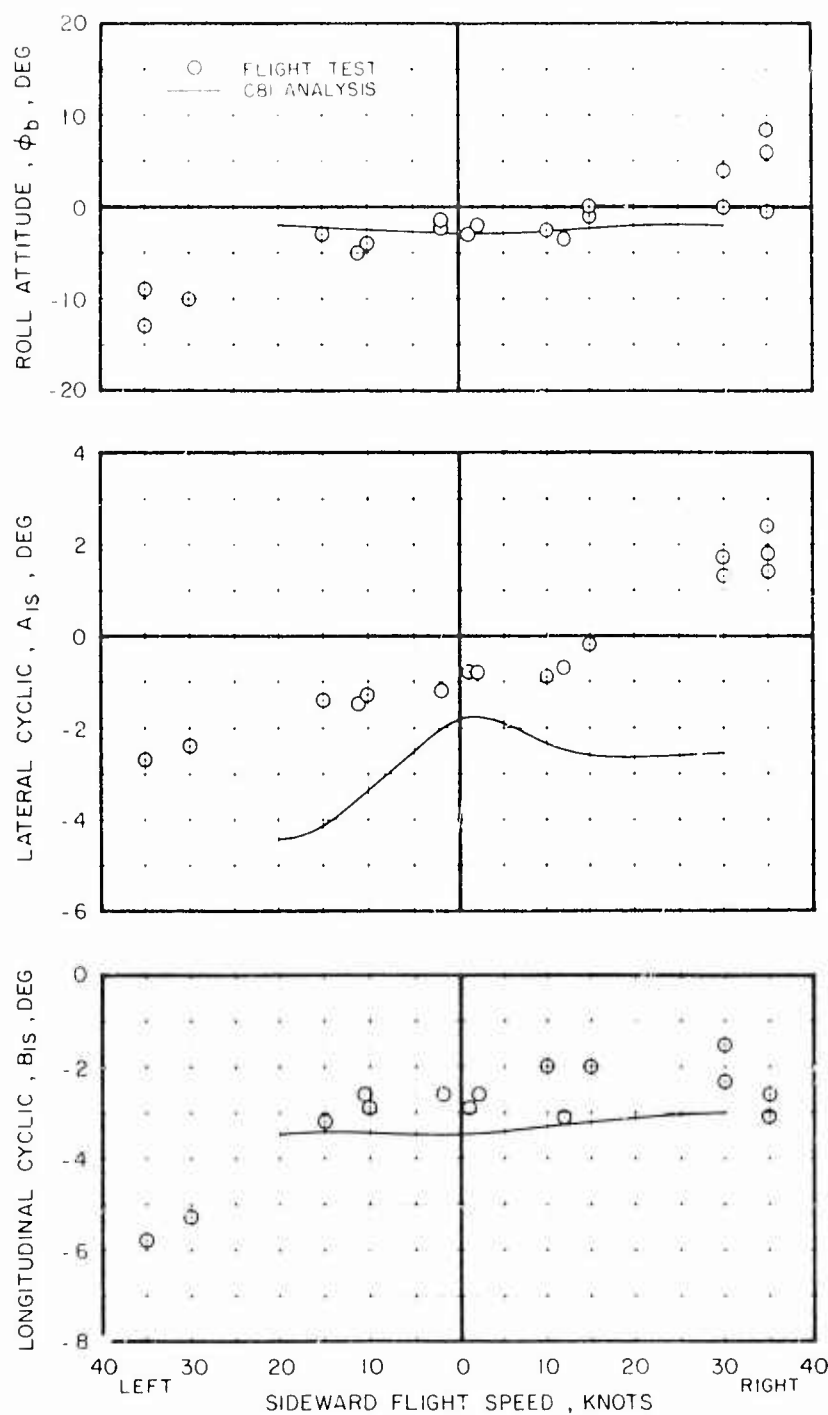 20
10
0
-10
-20
ROLL ATTITUDE , ϕb , DEG
FLIGHT TEST
C81 ANALYSIS
4
2
0
-2
-4
-6
LATERAL CYCLIC , A1S , DEG
0
-2
-4
-6
-8
LONGITUDINAL CYCLIC , B1S , DEG
40 30 20 10 0 10 20 30 40
LEFT RIGHT
SIDEWARD FLIGHT SPEED , KNOTS